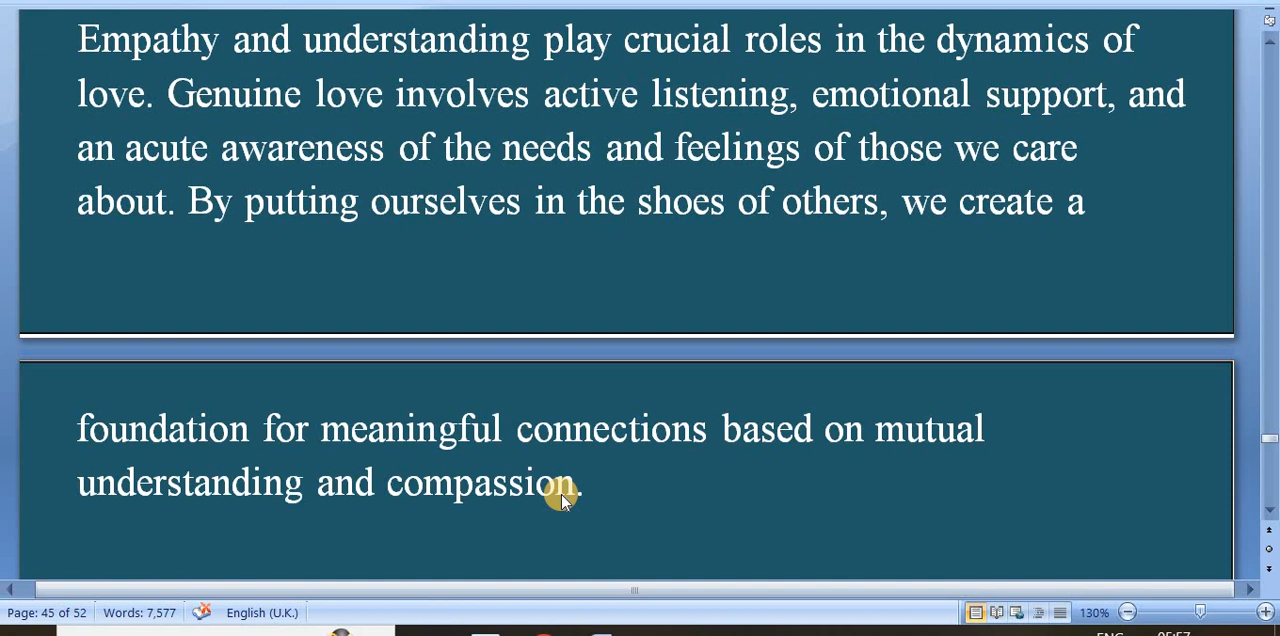 Empathy and understanding play crucial roles in the dynamics of
love. Genuine love involves active listening, emotional support, and
an acute awareness of the needs and feelings of those we care
about. By putting ourselves in the shoes of others, we create a
foundation for meaningful connections based on mutual
understanding and compassion.
Page: 45 of 52 Words: 7,577 English (U.K.) 130%